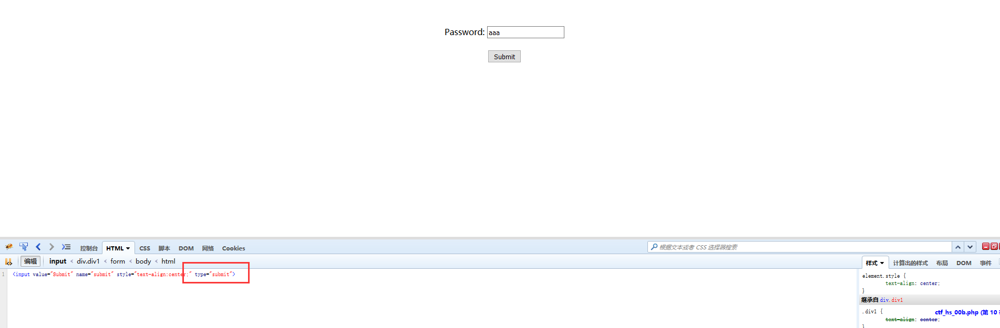 Password: aaa
Submit
控制台 HTML CSS 脚本 DOM 网络 Cookies 根据文本或者 CSS 选择器搜索
编辑 input < div.div1 < form < body < html
样式 计算出的样式 布局 DOM 事件
1 <input value="Submit" name="submit" style="text-align:center;" type="submit">
element.style {
text-align: center;
}
继承自 div.div1
.div1 { ctf_hs_00b.php (第 10
text-align: center;
}